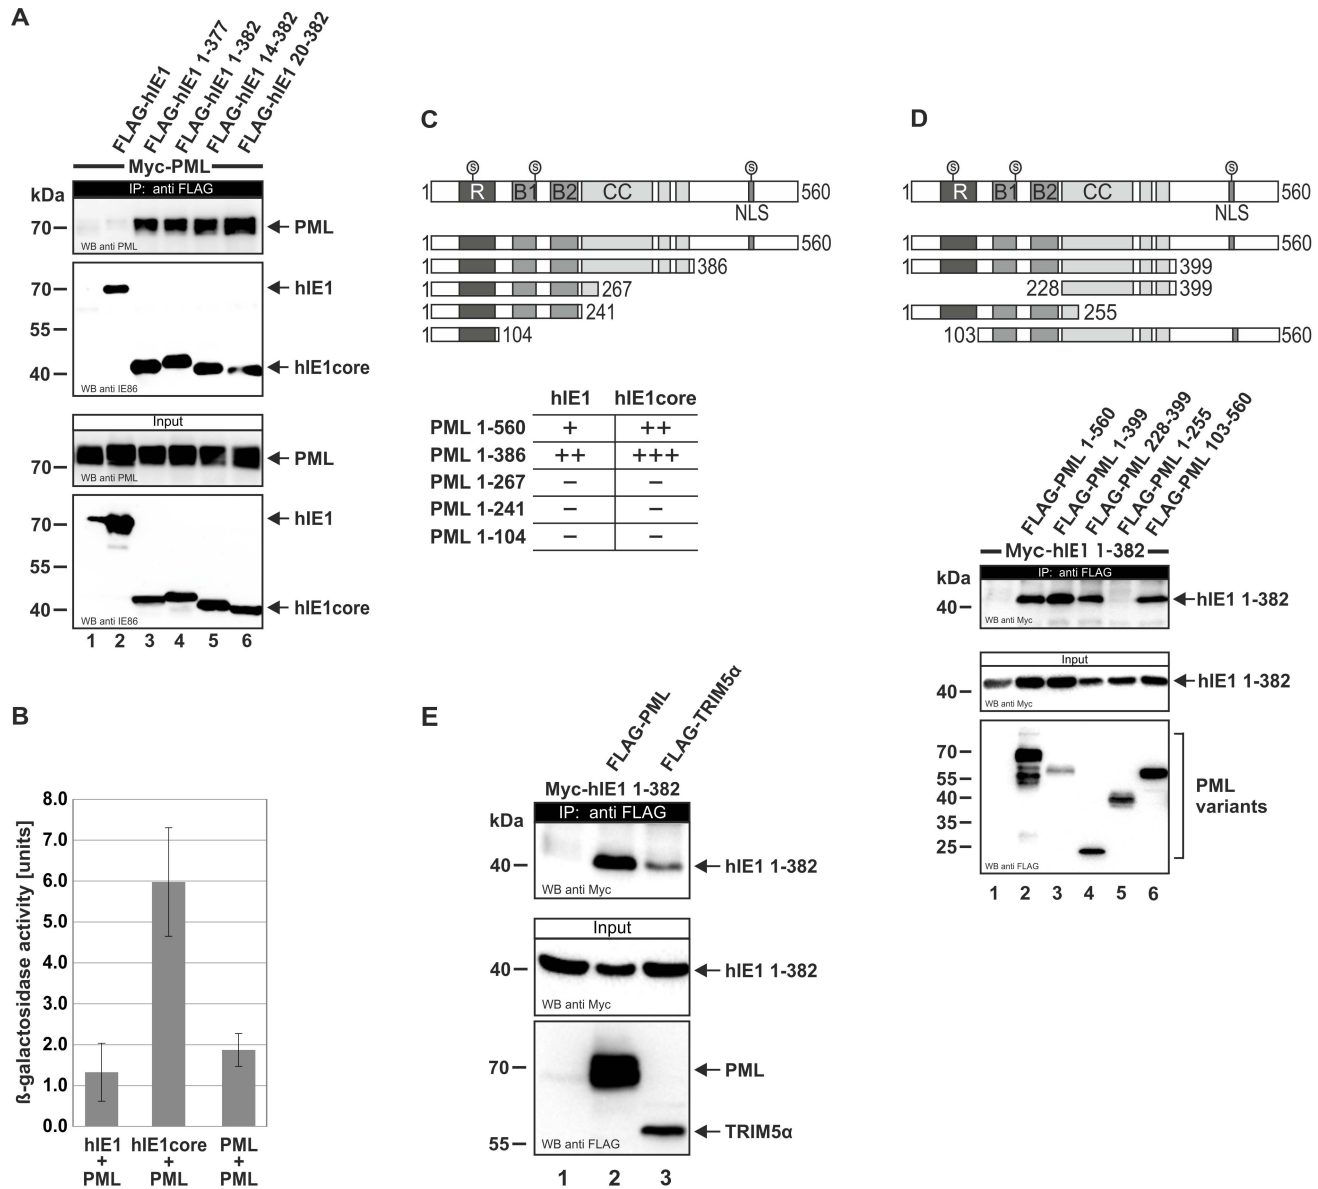 A
FLAG-hIE1
FLAG-hIE1 1-377
FLAG-hIE1 1-382
FLAG-hIE1 14-382
FLAG-hIE1 20-382
Myc-PML
kDa
IP: anti FLAG
70
PML
WB anti PML
70
hIE1
55
40
hIE1core
WB anti IE86
Input
70
PML
WB anti PML
70
hIE1
55
40
hIE1core
WB anti IE86
1 2 3 4 5 6
B
ß-galactosidase activity [units]
8.0
7.0
6.0
5.0
4.0
3.0
2.0
1.0
0.0
hIE1 + PML
hIE1core + PML
PML + PML
C
S S S
1 R B1 B2 CC 560
NLS
1 560
1 386
1 267
1 241
1 104
hIE1 hIE1core
PML 1-560 + ++
PML 1-386 ++ +++
PML 1-267 – –
PML 1-241 – –
PML 1-104 – –
D
S S S
1 R B1 B2 CC 560
NLS
1 560
1 399
228 399
1 255
103 560
FLAG-PML 1-560
FLAG-PML 1-399
FLAG-PML 228-399
FLAG-PML 1-255
FLAG-PML 103-560
Myc-hIE1 1-382
kDa
IP: anti FLAG
40
hIE1 1-382
WB anti Myc
Input
40
hIE1 1-382
WB anti Myc
70
55
40
35
25
PML variants
WB anti FLAG
1 2 3 4 5 6
E
FLAG-PML
FLAG-TRIM5α
Myc-hIE1 1-382
kDa
IP: anti FLAG
40
hIE1 1-382
WB anti Myc
Input
40
hIE1 1-382
WB anti Myc
70
PML
55
TRIM5α
WB anti FLAG
1 2 3